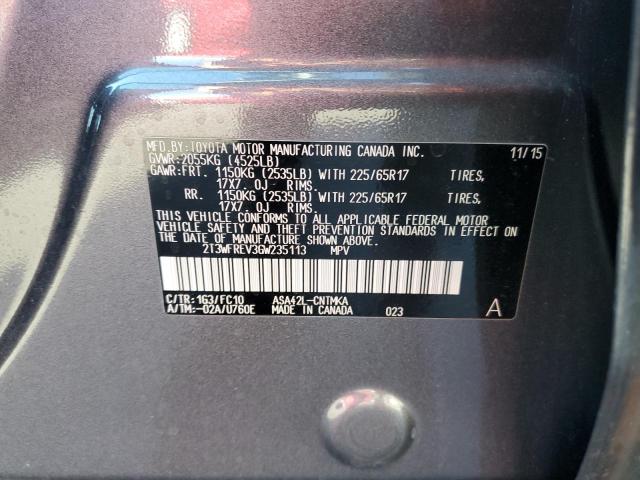 MFD.BY:TOYOTA MOTOR MANUFACTURING CANADA INC. 11/15
GVWR:2055KG (4525LB)
GAWR:FRT. 1150KG (2535LB) WITH 225/65R17 TIRES,
17X7.0J RIMS.
RR. 1150KG (2535LB) WITH 225/65R17 TIRES,
17X7.0J RIMS.
THIS VEHICLE CONFORMS TO ALL APPLICABLE FEDERAL MOTOR
VEHICLE SAFETY AND THEFT PREVENTION STANDARDS IN EFFECT
ON THE DATE OF MANUFACTURE SHOWN ABOVE.
2T3WFREV3GW235113 MPV
C/TR:1G3/FC10 ASA42L-CNTMKA
A/TM:-02A/U760E MADE IN CANADA 023 A